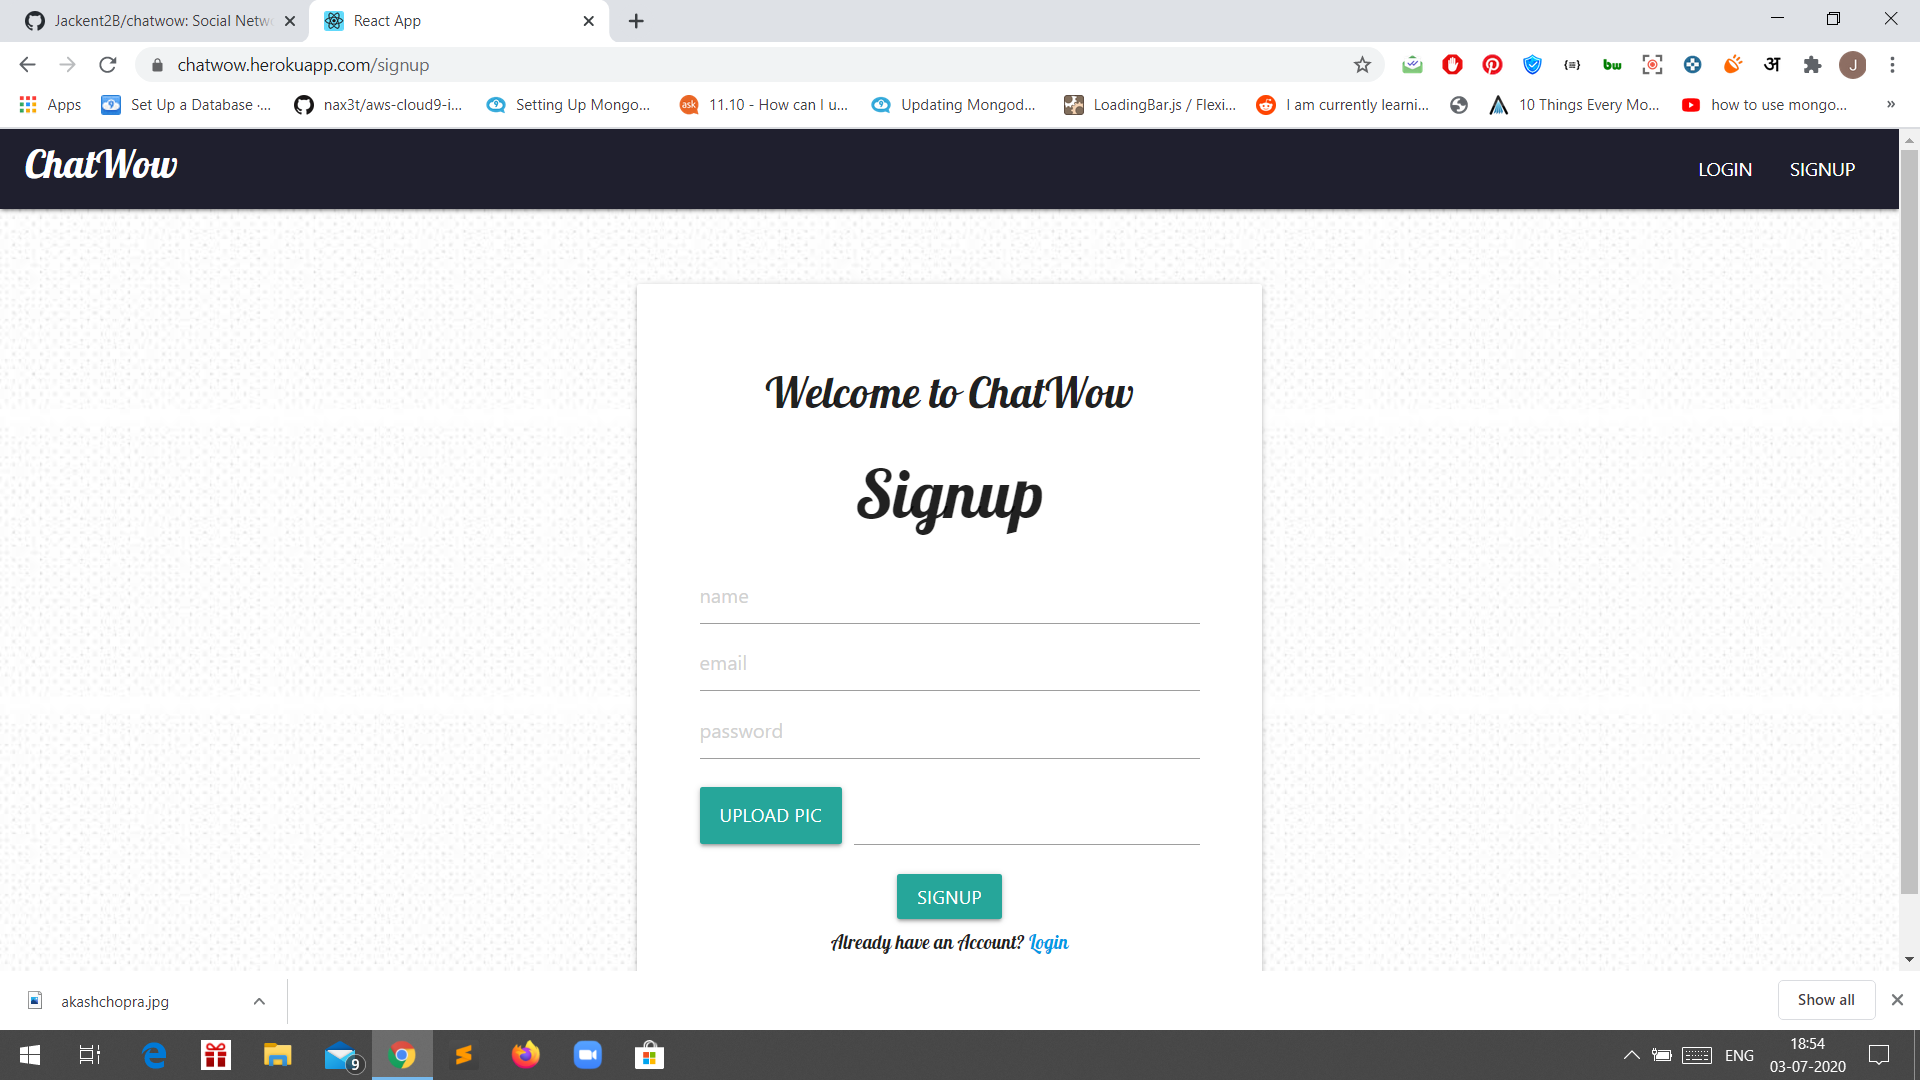 Jackent2B/chatwow: Social Netw
React App
chatwow.herokuapp.com/signup
bw
अ
J
Apps
Set Up a Database ·...
nax3t/aws-cloud9-i...
Setting Up Mongo...
ask
11.10 - How can I u...
Updating Mongod...
LoadingBar.js / Flexi...
I am currently learni...
10 Things Every Mo...
how to use mongo...
»
ChatWow
LOGIN
SIGNUP
Welcome to ChatWow
Signup
name
email
password
UPLOAD PIC
SIGNUP
Already have an Account? Login
akashchopra.jpg
Show all
9
ENG
18:54
03-07-2020